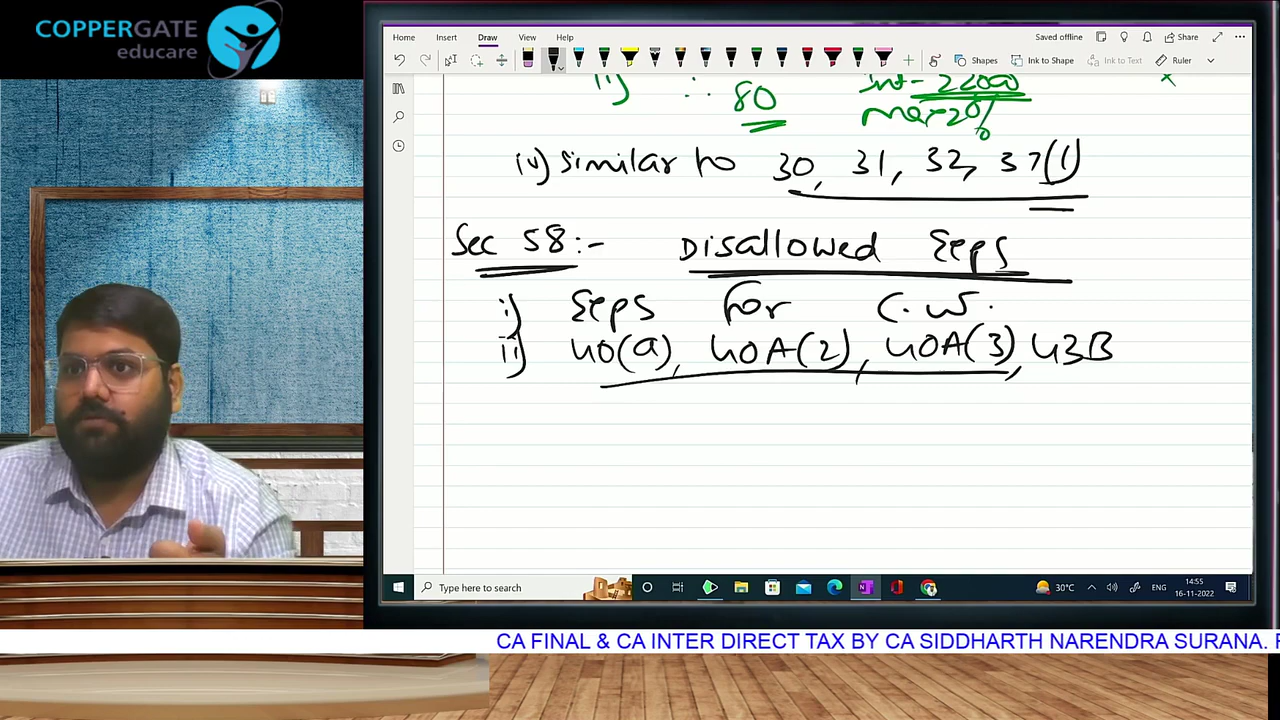 COPPERGATE
educare
Home Insert Draw View Help
Saved offline
Share
Shapes
Ink to Shape
Ink to Text
Ruler
ii) ∴ 80 Int - 22000
max 20%
iv) similar to 30, 31, 32, 37(1)
Sec 58:- Disallowed Exps
i) Exps for C.W.
ii) 40(a), 40A(2), 40A(3), 43B
Type here to search
30°C
ENG
14:55
16-11-2022
CA FINAL & CA INTER DIRECT TAX BY CA SIDDHARTH NARENDRA SURANA. F